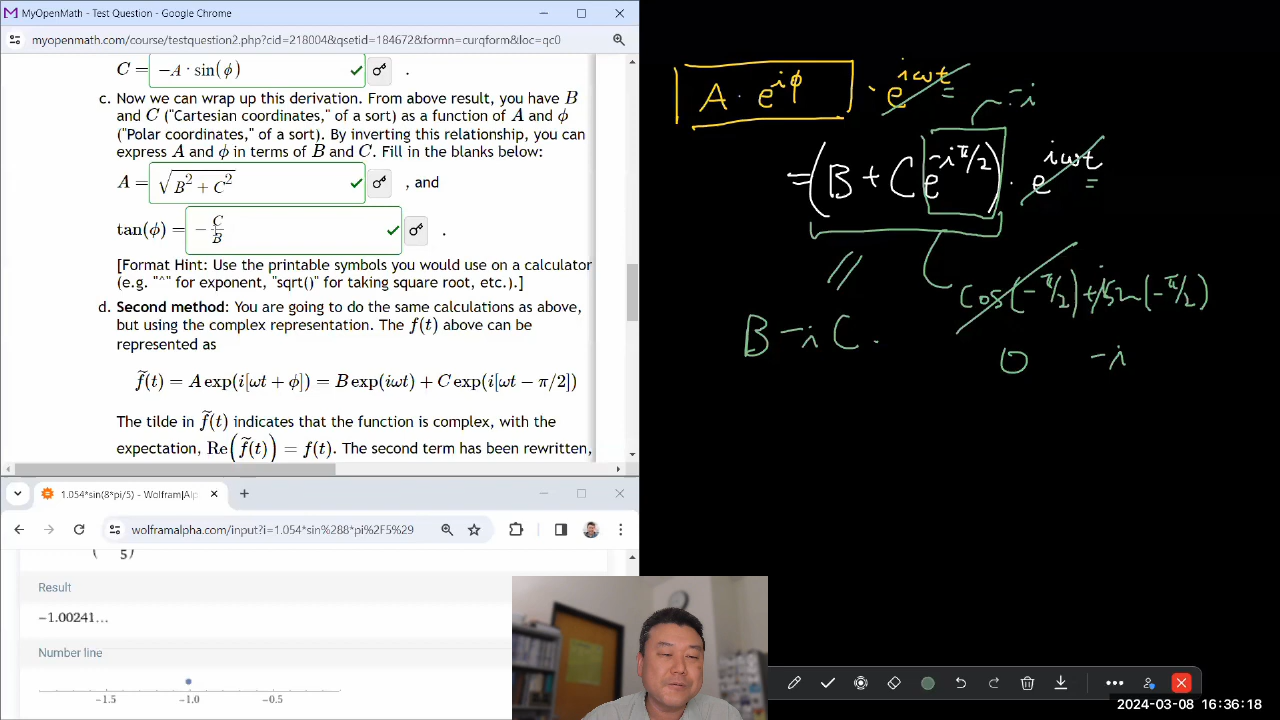 MyOpenMath - Test Question - Google Chrome
myopenmath.com/course/testquestion2.php?cid=218004&qsetid=184672&formn=curqform&loc=qc0
C = −A · sin(ϕ) .
c. Now we can wrap up this derivation. From above result, you have B
and C ("Cartesian coordinates," of a sort) as a function of A and ϕ
("Polar coordinates," of a sort). By inverting this relationship, you can
express A and ϕ in terms of B and C. Fill in the blanks below:
A = √(B² + C²) , and
tan(ϕ) = −C/B .
[Format Hint: Use the printable symbols you would use on a calculator
(e.g. "^" for exponent, "sqrt()" for taking square root, etc.).]
d. Second method: You are going to do the same calculations as above,
but using the complex representation. The f(t) above can be
represented as
f̃(t) = A exp(i[ωt + ϕ]) = B exp(iωt) + C exp(i[ωt − π/2])
The tilde in f̃(t) indicates that the function is complex, with the
expectation, Re(f̃(t)) = f(t). The second term has been rewritten,
1.054*sin(8*pi/5) - Wolfram|Alp
wolframalpha.com/input?i=1.054*sin%288*pi%2F5%29
( 5)
Result
−1.00241…
Number line
−1.5 −1.0 −0.5
A · e^{iϕ} · e^{iωt}
−i
= (B + C e^{−iπ/2}) · e^{iωt}
//
cos(−π/2) + i sin(−π/2)
B − i C .
0 −i
2024-03-08 16:36:18